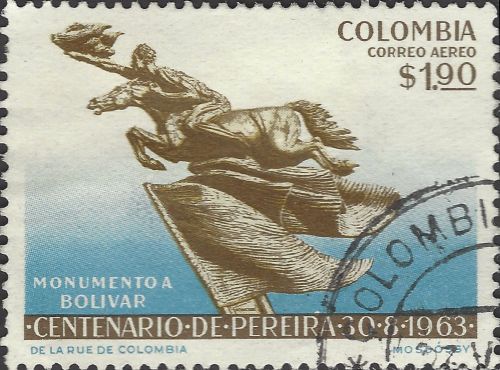 COLOMBIA
CORREO AEREO
$1.90
MONUMENTO A
BOLIVAR
·CENTENARIO·DE·PEREIRA·30·8·1963·
DE LA RUE DE COLOMBIA
COLOMBI